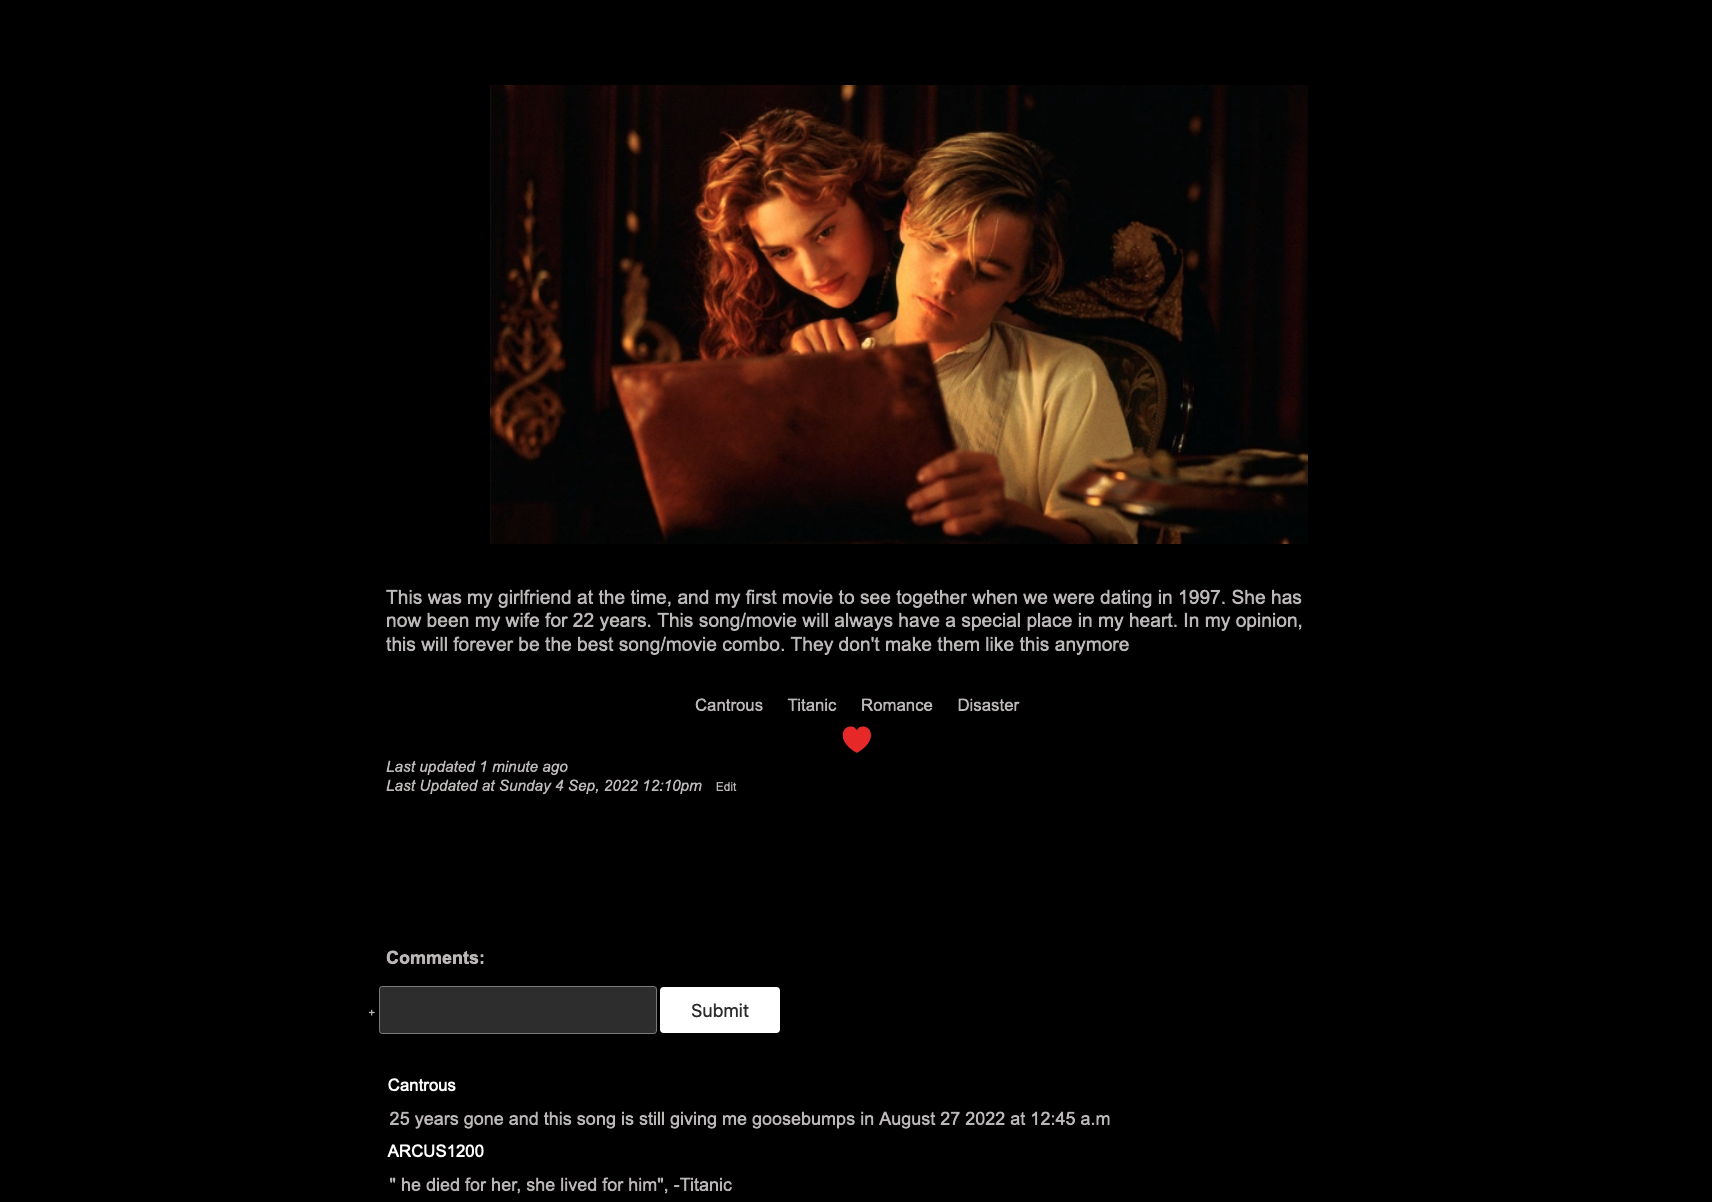 This was my girlfriend at the time, and my first movie to see together when we were dating in 1997. She has
now been my wife for 22 years. This song/movie will always have a special place in my heart. In my opinion,
this will forever be the best song/movie combo. They don't make them like this anymore
Cantrous Titanic Romance Disaster
Last updated 1 minute ago
Last Updated at Sunday 4 Sep, 2022 12:10pm Edit
Comments:
+ Submit
Cantrous
25 years gone and this song is still giving me goosebumps in August 27 2022 at 12:45 a.m
ARCUS1200
" he died for her, she lived for him", -Titanic